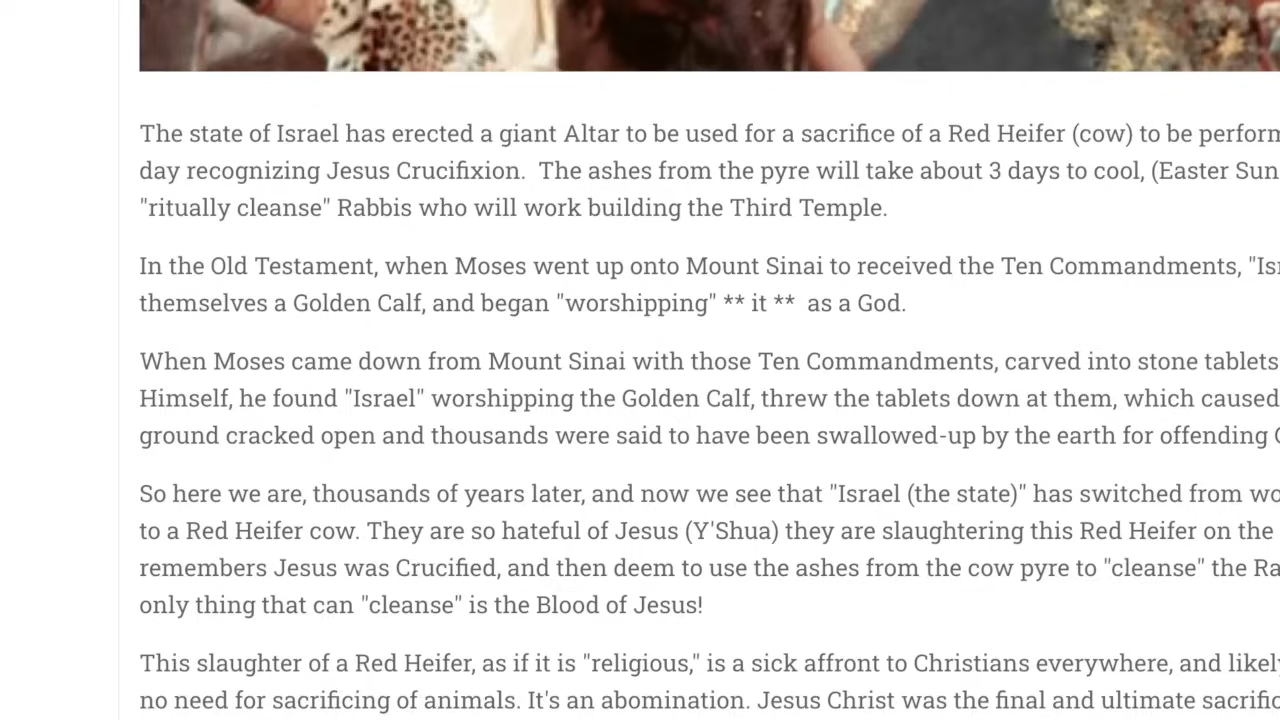 The state of Israel has erected a giant Altar to be used for a sacrifice of a Red Heifer (cow) to be perform
day recognizing Jesus Crucifixion.  The ashes from the pyre will take about 3 days to cool, (Easter Sun
"ritually cleanse" Rabbis who will work building the Third Temple.
In the Old Testament, when Moses went up onto Mount Sinai to received the Ten Commandments, "Isr
themselves a Golden Calf, and began "worshipping" ** it **  as a God.
When Moses came down from Mount Sinai with those Ten Commandments, carved into stone tablets
Himself, he found "Israel" worshipping the Golden Calf, threw the tablets down at them, which caused
ground cracked open and thousands were said to have been swallowed-up by the earth for offending
So here we are, thousands of years later, and now we see that "Israel (the state)" has switched from wo
to a Red Heifer cow. They are so hateful of Jesus (Y'Shua) they are slaughtering this Red Heifer on the
remembers Jesus was Crucified, and then deem to use the ashes from the cow pyre to "cleanse" the Ra
only thing that can "cleanse" is the Blood of Jesus!
This slaughter of a Red Heifer, as if it is "religious," is a sick affront to Christians everywhere, and likely
no need for sacrificing of animals. It's an abomination. Jesus Christ was the final and ultimate sacrific